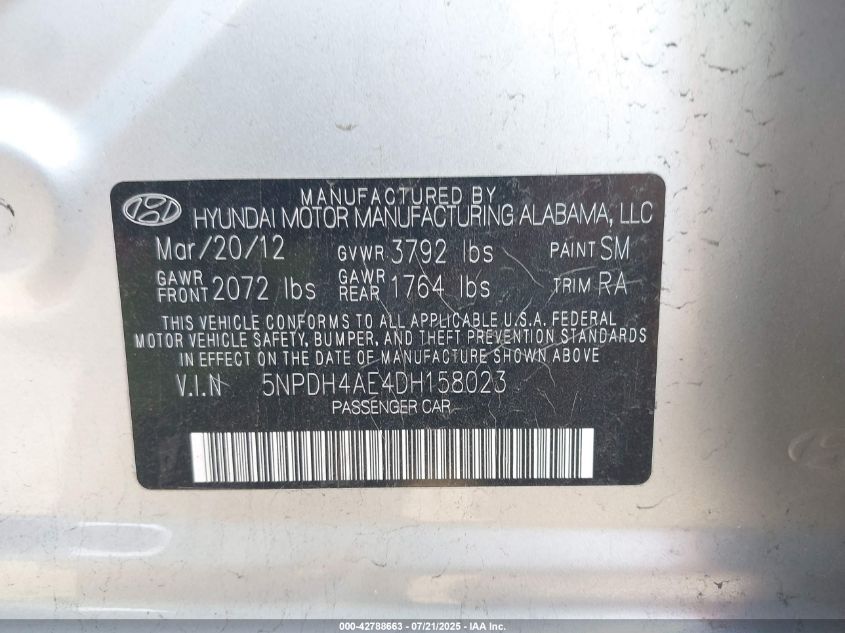 MANUFACTURED BY
HYUNDAI MOTOR MANUFACTURING ALABAMA, LLC
Mar/20/12 GVWR 3792 lbs PAINT SM
GAWR FRONT 2072 lbs GAWR REAR 1764 lbs TRIM RA
THIS VEHICLE CONFORMS TO ALL APPLICABLE U.S.A. FEDERAL
MOTOR VEHICLE SAFETY, BUMPER, AND THEFT PREVENTION STANDARDS
IN EFFECT ON THE DATE OF MANUFACTURE SHOWN ABOVE
V.I.N 5NPDH4AE4DH158023
PASSENGER CAR
000-42788663 - 07/21/2025 - IAA Inc.